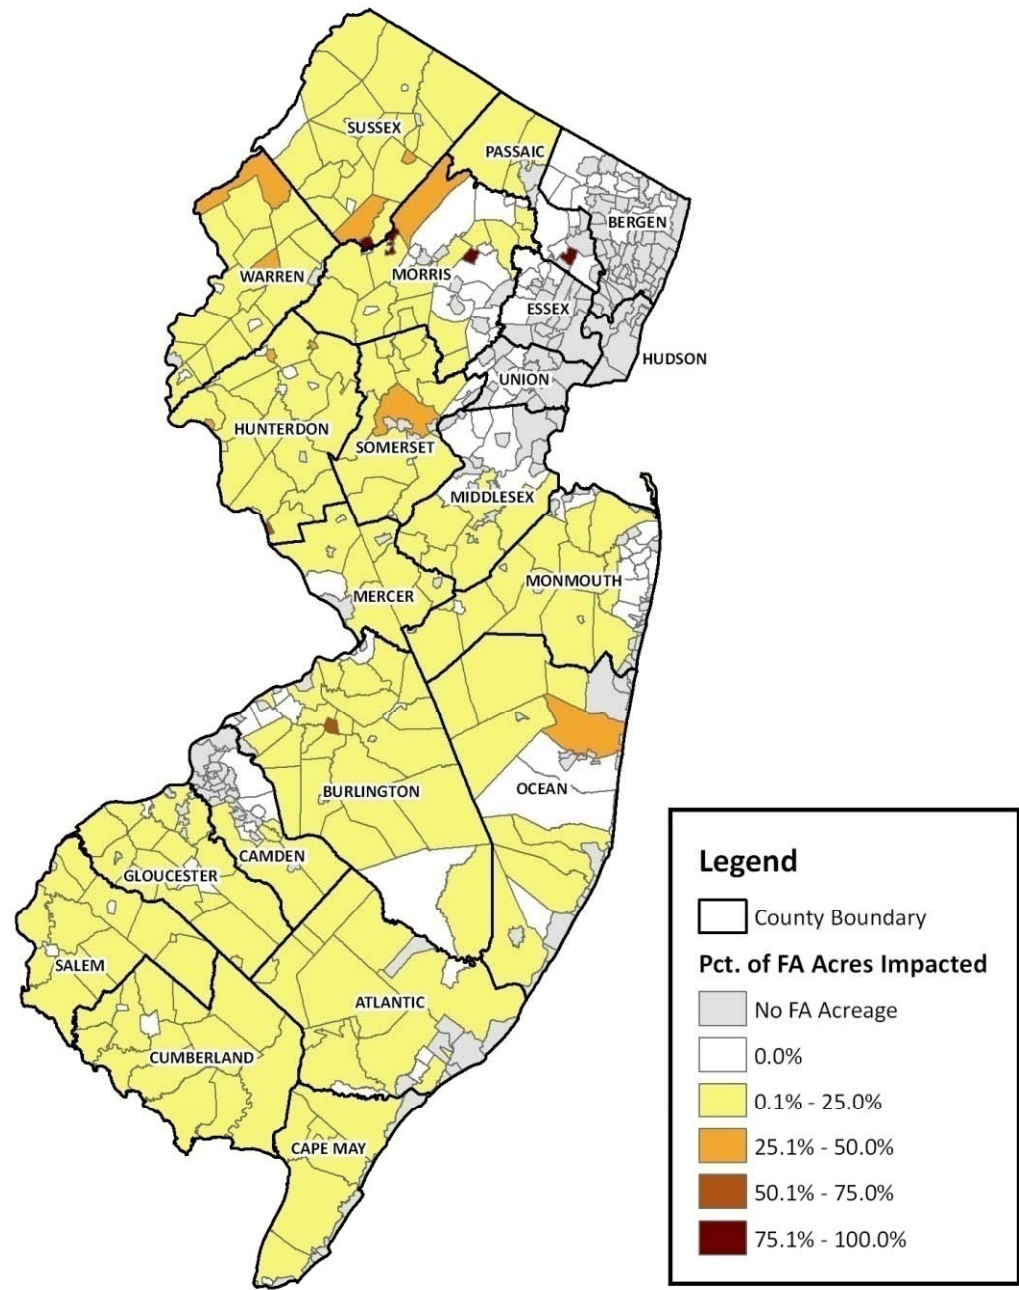 SUSSEX
PASSAIC
BERGEN
WARREN
MORRIS
ESSEX
HUDSON
UNION
HUNTERDON
SOMERSET
MIDDLESEX
MONMOUTH
MERCER
OCEAN
BURLINGTON
CAMDEN
GLOUCESTER
SALEM
ATLANTIC
CUMBERLAND
CAPE MAY
Legend
County Boundary
Pct. of FA Acres Impacted
No FA Acreage
0.0%
0.1% - 25.0%
25.1% - 50.0%
50.1% - 75.0%
75.1% - 100.0%